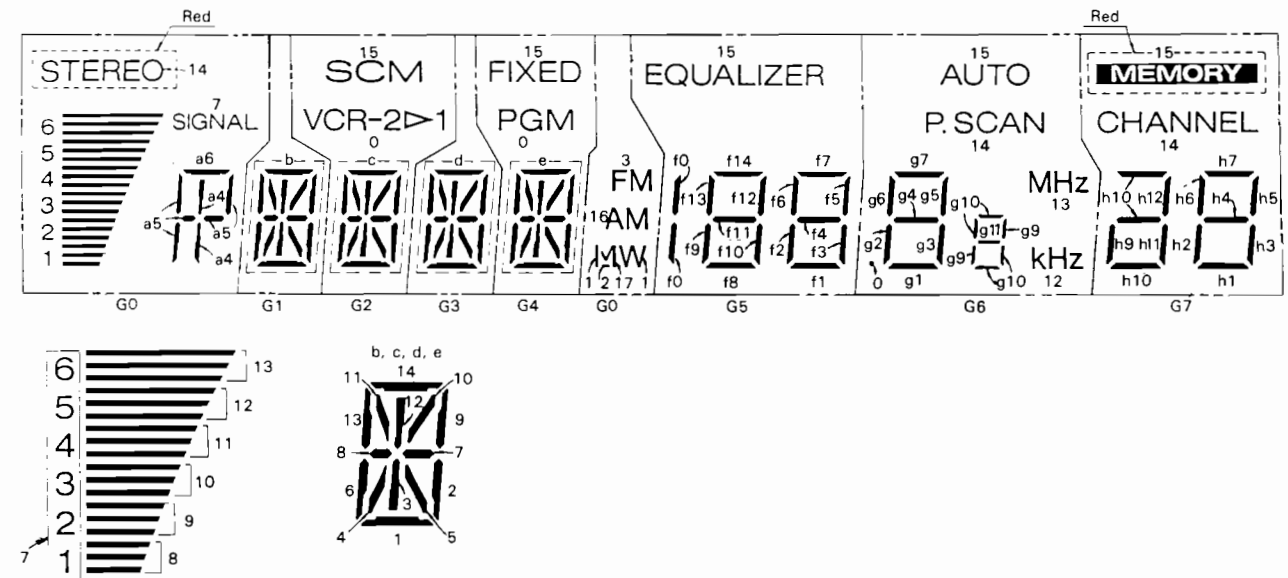 Red Red
STEREO 14 15 SCM 15 FIXED 15 EQUALIZER 15 AUTO 15 MEMORY
7 SIGNAL VCR-2▷1 0 PGM 0 P.SCAN 14 CHANNEL 14
6
5
4
3
2
1
a6 a4 a5 a5 a4
b c d e
3 FM
16 AM
MW
1 2 17 1
f0 f14 f7
f13 f12 f6 f5
f11 f4
f9 f10 f2 f3
f0 f8 f1
g7
g6 g4 g5 g10
g11 g9
g2 g3 g9
0 g1 g10
MHz
13
kHz
12
h7
h10 h12 h6 h4 h5
h9 h11 h2 h3
h10 h1
G0 G1 G2 G3 G4 G0 G5 G6 G7
6 13
5 12
4 11
3 10
2 9
7 1 8
b, c, d, e
14
11 10
12
13 9
8 7
6 2
3
4 5
1